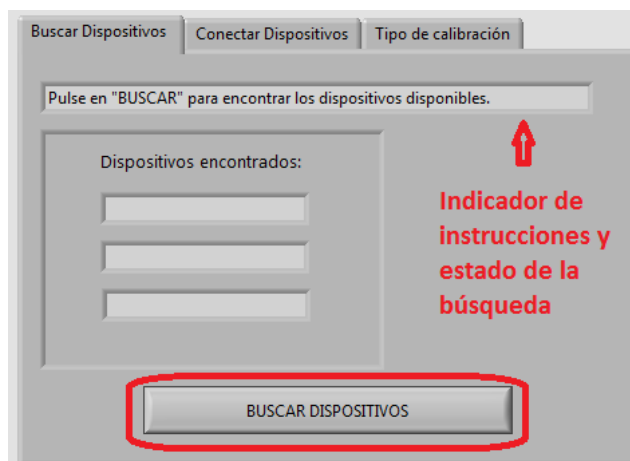 Buscar Dispositivos
Conectar Dispositivos
Tipo de calibración
Pulse en "BUSCAR" para encontrar los dispositivos disponibles.
Dispositivos encontrados:
Indicador de
instrucciones y
estado de la
búsqueda
BUSCAR DISPOSITIVOS